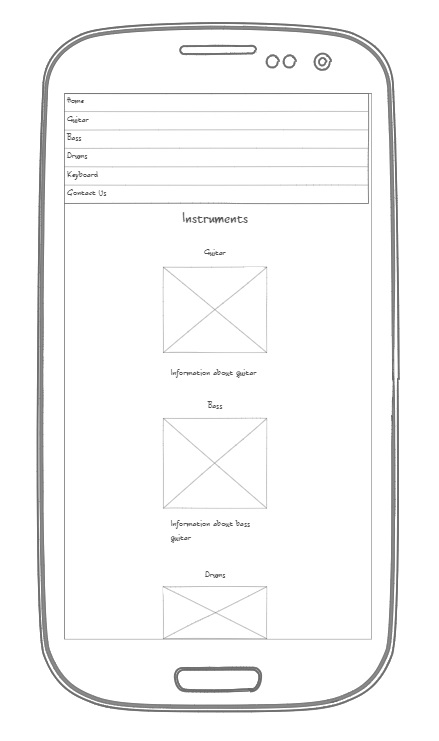 Home
Guitar
Bass
Drums
Keyboard
Contact Us
Instruments
Guitar
Information about guitar
Bass
Information about bass
guitar
Drums